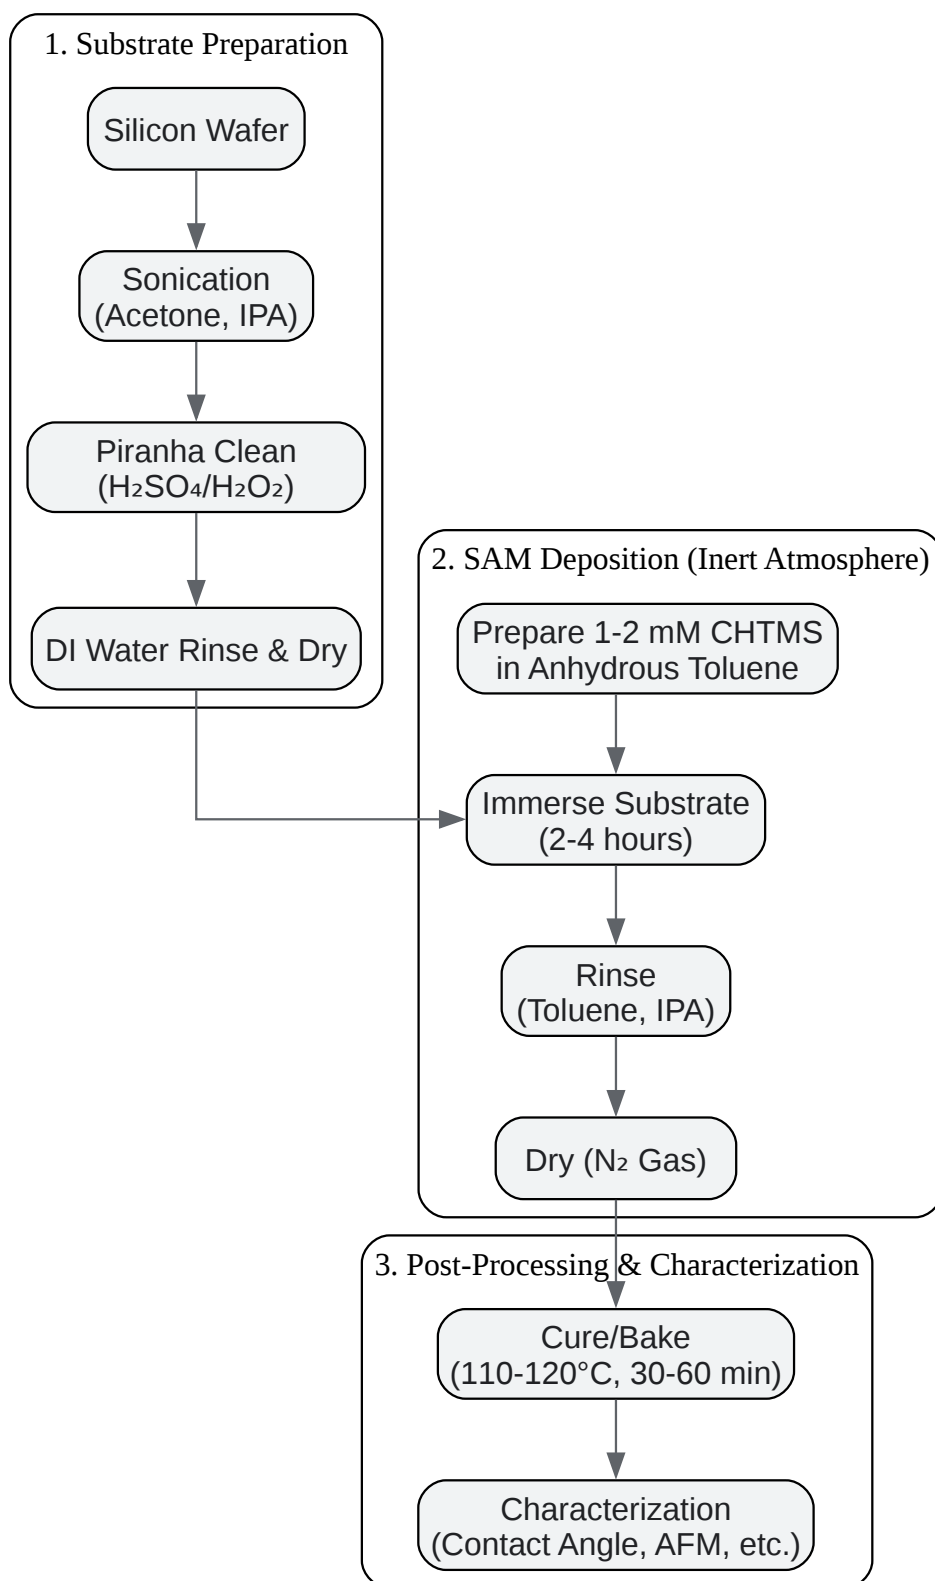 1. Substrate Preparation
Silicon Wafer
Sonication
(Acetone, IPA)
Piranha Clean
(H₂SO₄/H₂O₂)
DI Water Rinse & Dry
2. SAM Deposition (Inert Atmosphere)
Prepare 1-2 mM CHTMS
in Anhydrous Toluene
Immerse Substrate
(2-4 hours)
Rinse
(Toluene, IPA)
Dry (N₂ Gas)
3. Post-Processing & Characterization
Cure/Bake
(110-120°C, 30-60 min)
Characterization
(Contact Angle, AFM, etc.)